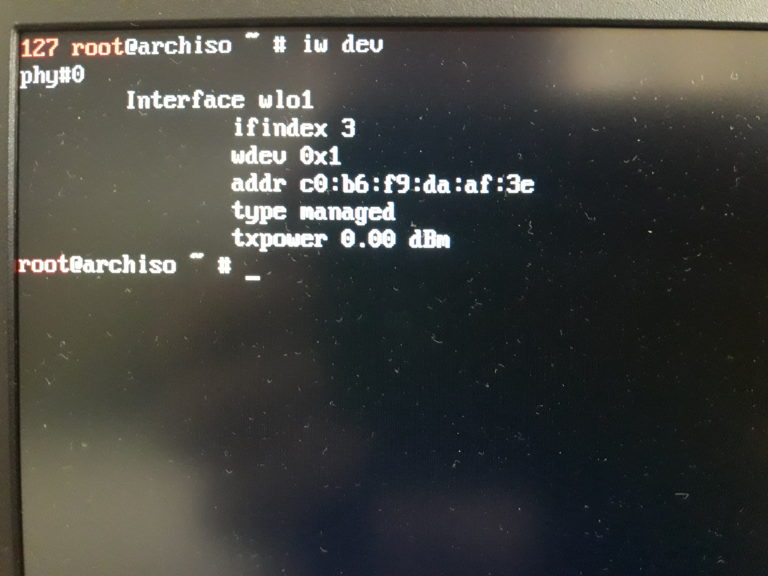 127 root@archiso ~ # iw dev
phy#0
Interface wlo1
ifindex 3
wdev 0x1
addr c0:b6:f9:da:af:3e
type managed
txpower 0.00 dBm
root@archiso ~ # _